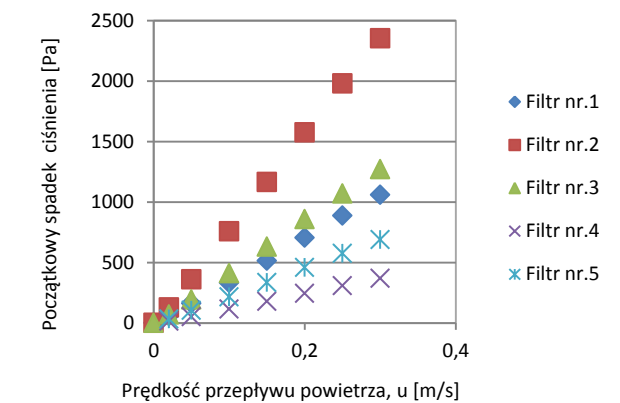 Początkowy spadek ciśnienia [Pa]
2500
2000
1500
1000
500
0
0
0,2
0,4
Prędkość przepływu powietrza, u [m/s]
Filtr nr.1
Filtr nr.2
Filtr nr.3
Filtr nr.4
Filtr nr.5